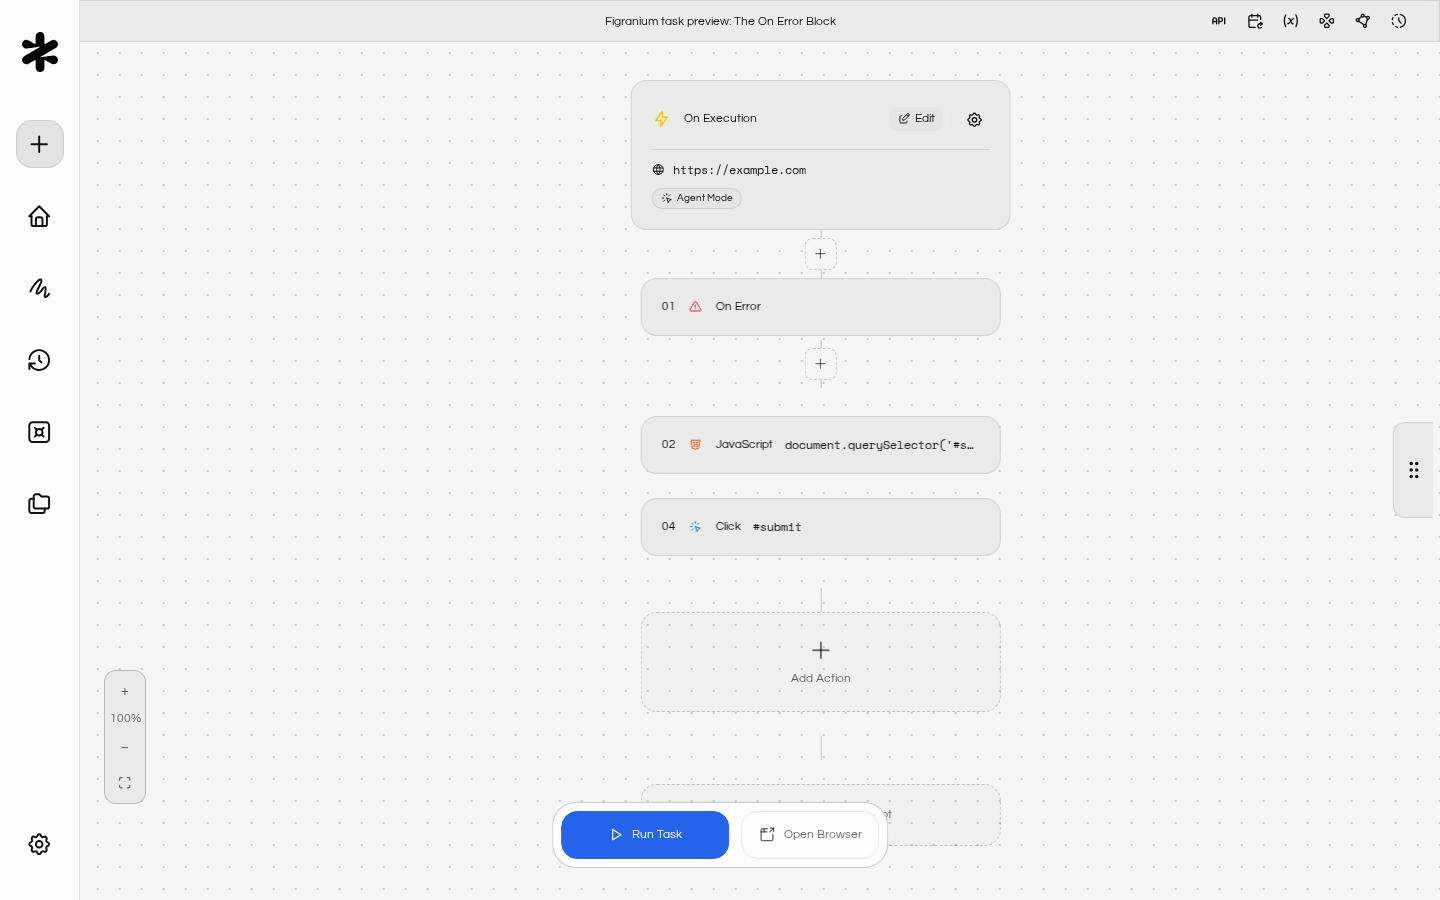 Figranium task preview: The On Error Block
API
On Execution
Edit
https://example.com
Agent Mode
01 On Error
02 JavaScript document.querySelector('#s…
04 Click #submit
Add Action
100%
Run Task
Open Browser